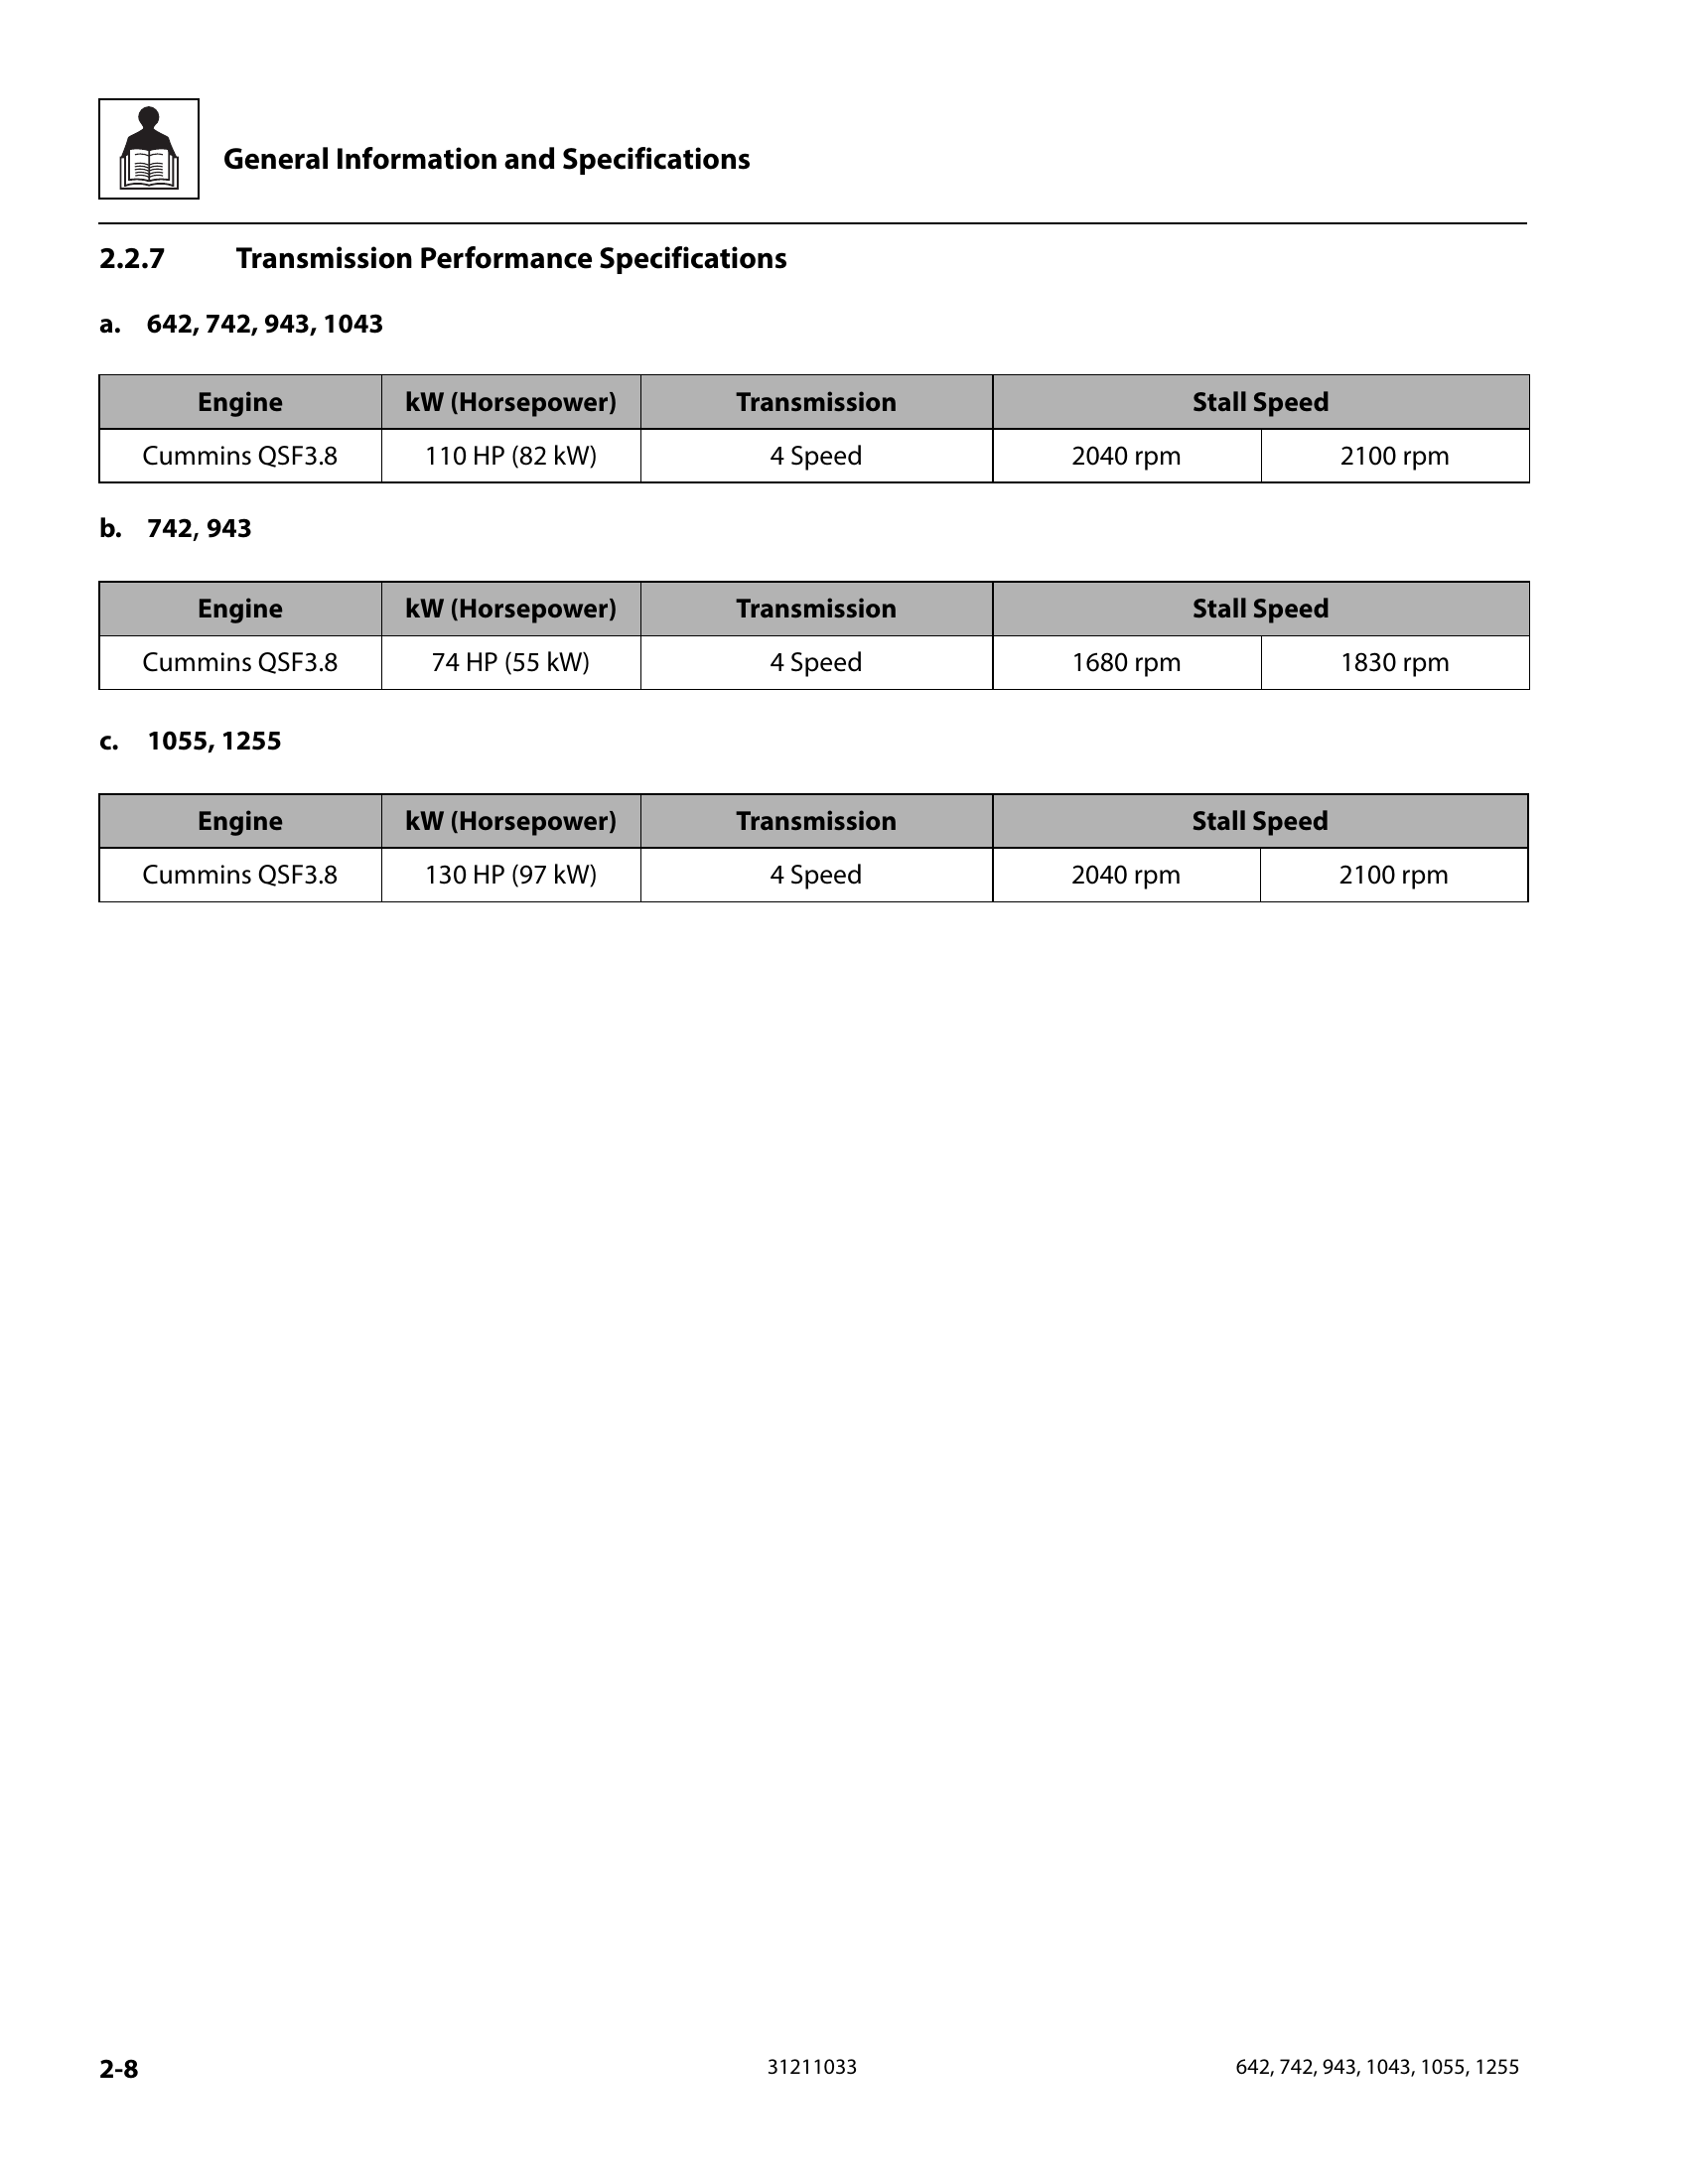 General Information and Specifications
2.2.7 Transmission Performance Specifications
a. 642, 742, 943, 1043
Engine kW (Horsepower) Transmission Stall Speed
Cummins QSF3.8 110 HP (82 kW) 4 Speed 2040 rpm 2100 rpm
b. 742, 943
Engine kW (Horsepower) Transmission Stall Speed
Cummins QSF3.8 74 HP (55 kW) 4 Speed 1680 rpm 1830 rpm
c. 1055, 1255
Engine kW (Horsepower) Transmission Stall Speed
Cummins QSF3.8 130 HP (97 kW) 4 Speed 2040 rpm 2100 rpm
2-8 31211033 642, 742, 943, 1043, 1055, 1255